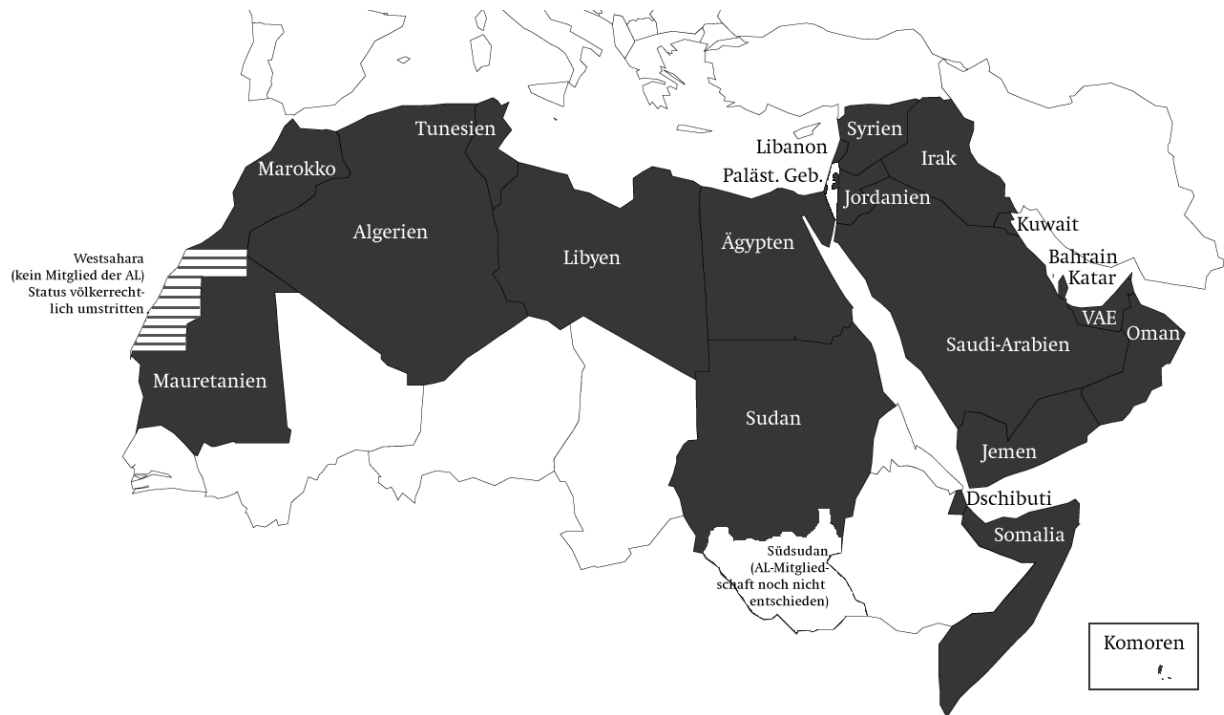 Tunesien
Marokko
Algerien
Libyen
Ägypten
Libanon
Syrien
Paläst. Geb.
Irak
Jordanien
Kuwait
Bahrain
Katar
VAE
Oman
Saudi-Arabien
Westsahara
(kein Mitglied der AL)
Status völkerrecht-
lich umstritten
Mauretanien
Sudan
Jemen
Dschibuti
Somalia
Südsudan
(AL-Mitglied-
schaft noch nicht
entschieden)
Komoren